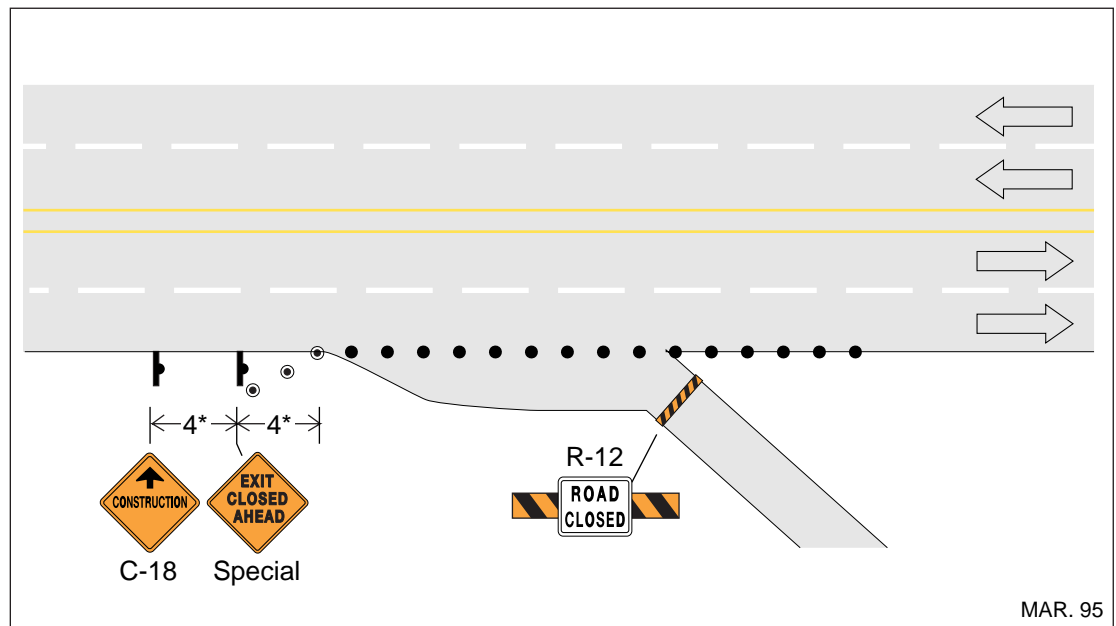 4*
4*
CONSTRUCTION
EXIT
CLOSED
AHEAD
C-18
Special
R-12
ROAD
CLOSED
MAR. 95